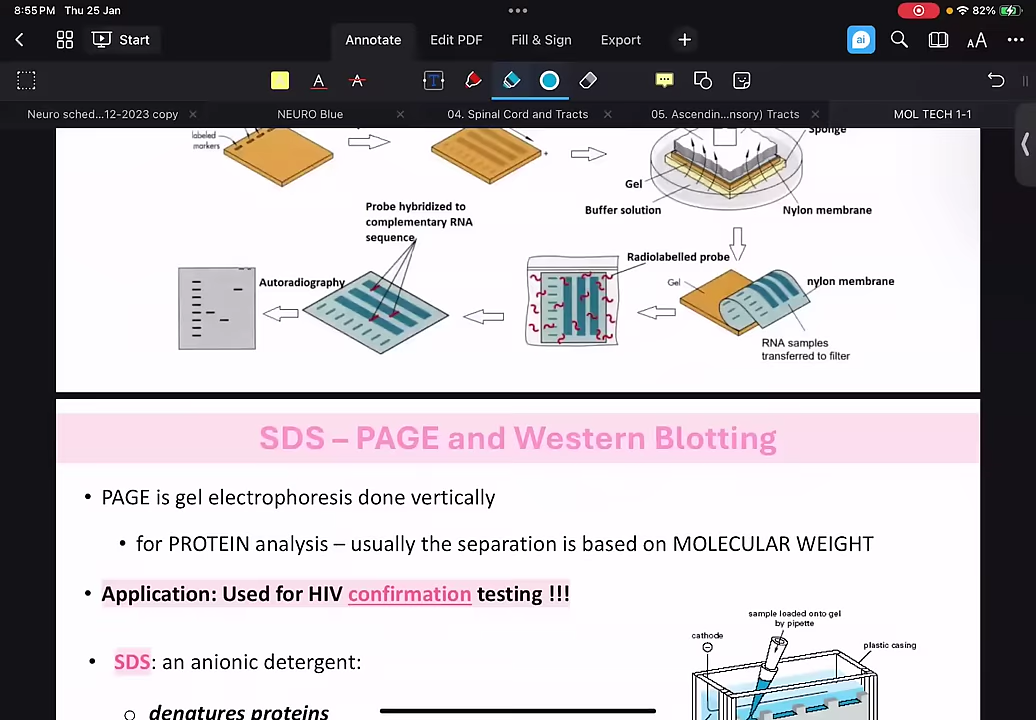 8:55 PM Thu 25 Jan
82%
Start
Annotate
Edit PDF
Fill & Sign
Export
ai
AA
T
A
A
Neuro sched....12-2023 copy
NEURO Blue
04. Spinal Cord and Tracts
05. Ascendin...nsory) Tracts
MOL TECH 1-1
labeled
markers
+
Sponge
Gel
Buffer solution
Nylon membrane
Probe hybridized to
complementary RNA
sequence
Autoradiography
Radiolabelled probe
Gel
nylon membrane
RNA samples
transferred to filter
SDS – PAGE and Western Blotting
• PAGE is gel electrophoresis done vertically
• for PROTEIN analysis – usually the separation is based on MOLECULAR WEIGHT
• Application: Used for HIV confirmation testing !!!
• SDS: an anionic detergent:
o denatures proteins
sample loaded onto gel
by pipette
cathode
plastic casing